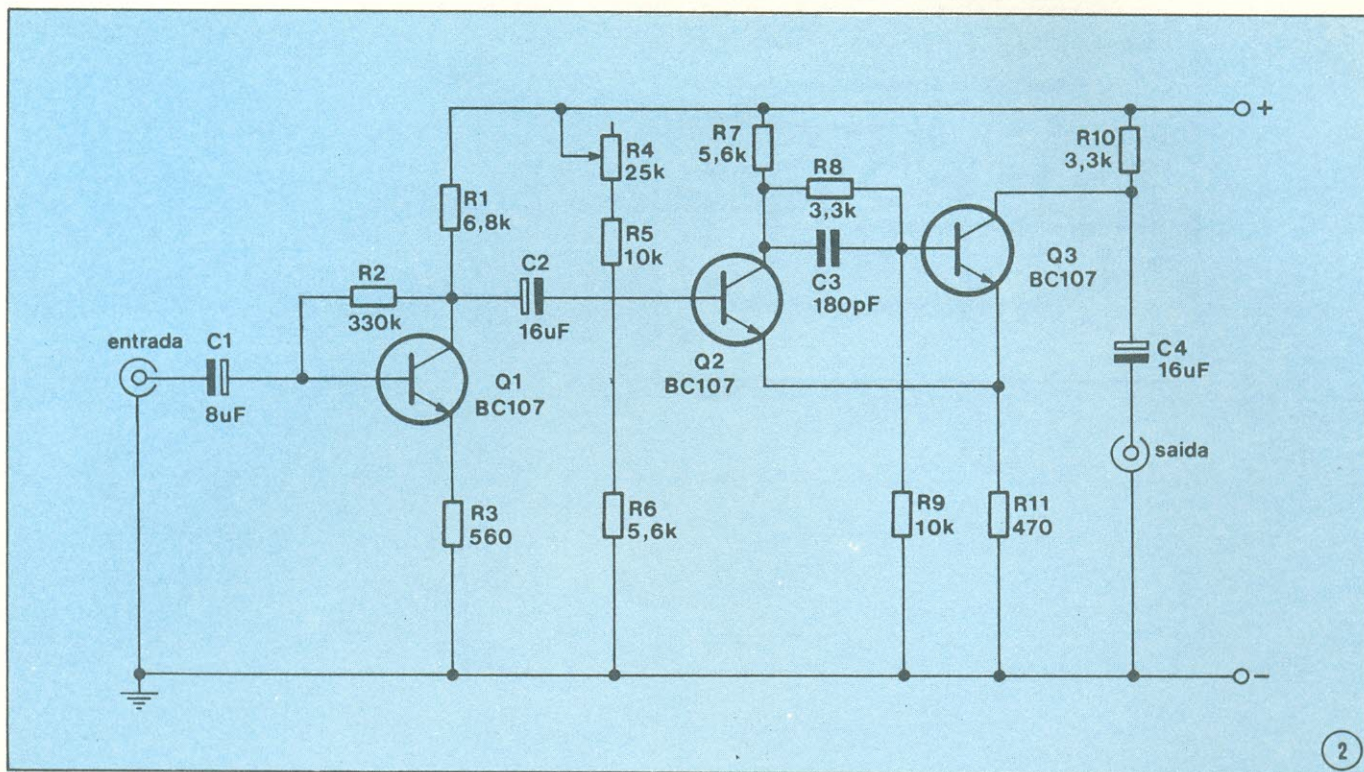 +
R7
5,6k
R10
3,3k
R4
25k
R8
3,3k
R1
6,8k
R5
10k
Q3
BC107
R2
330k
C2
16uF
C3
180pF
entrada
C1
8uF
Q1
BC107
Q2
BC107
C4
16uF
saida
R3
560
R6
5,6k
R9
10k
R11
470
-
2